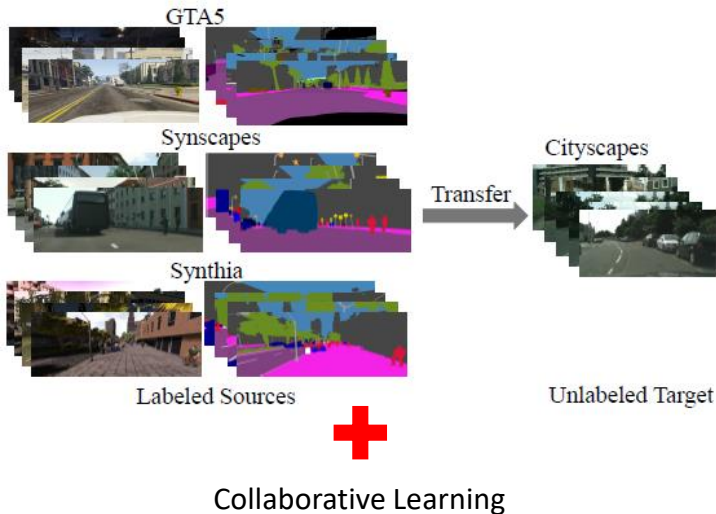 GTA5
Synscapes
Cityscapes
Transfer
Synthia
Labeled Sources
Unlabeled Target
Collaborative Learning